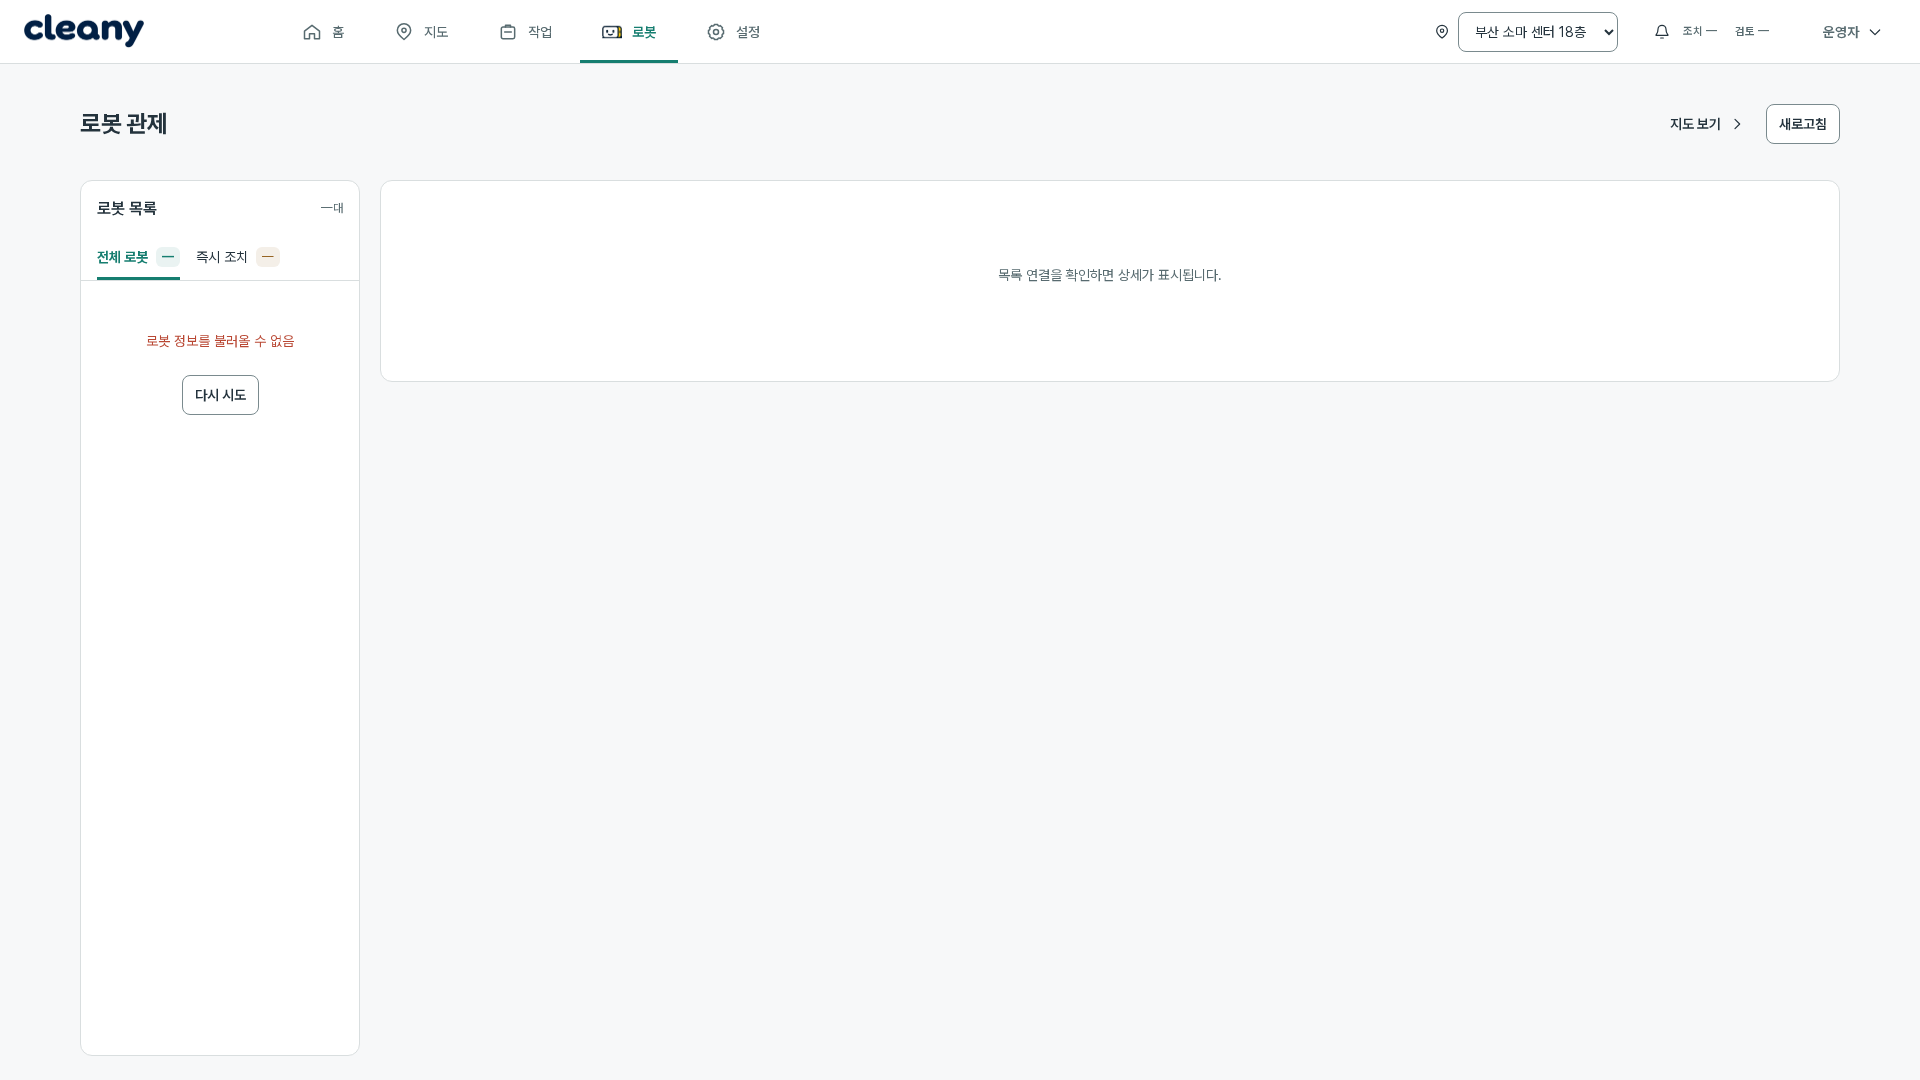 cleany
홈
지도
작업
로봇
설정
부산 소마 센터 18층
조치 —
검토 —
운영자
로봇 관제
지도 보기
새로고침
로봇 목록
—대
전체 로봇 —
즉시 조치 —
목록 연결을 확인하면 상세가 표시됩니다.
로봇 정보를 불러올 수 없음
다시 시도